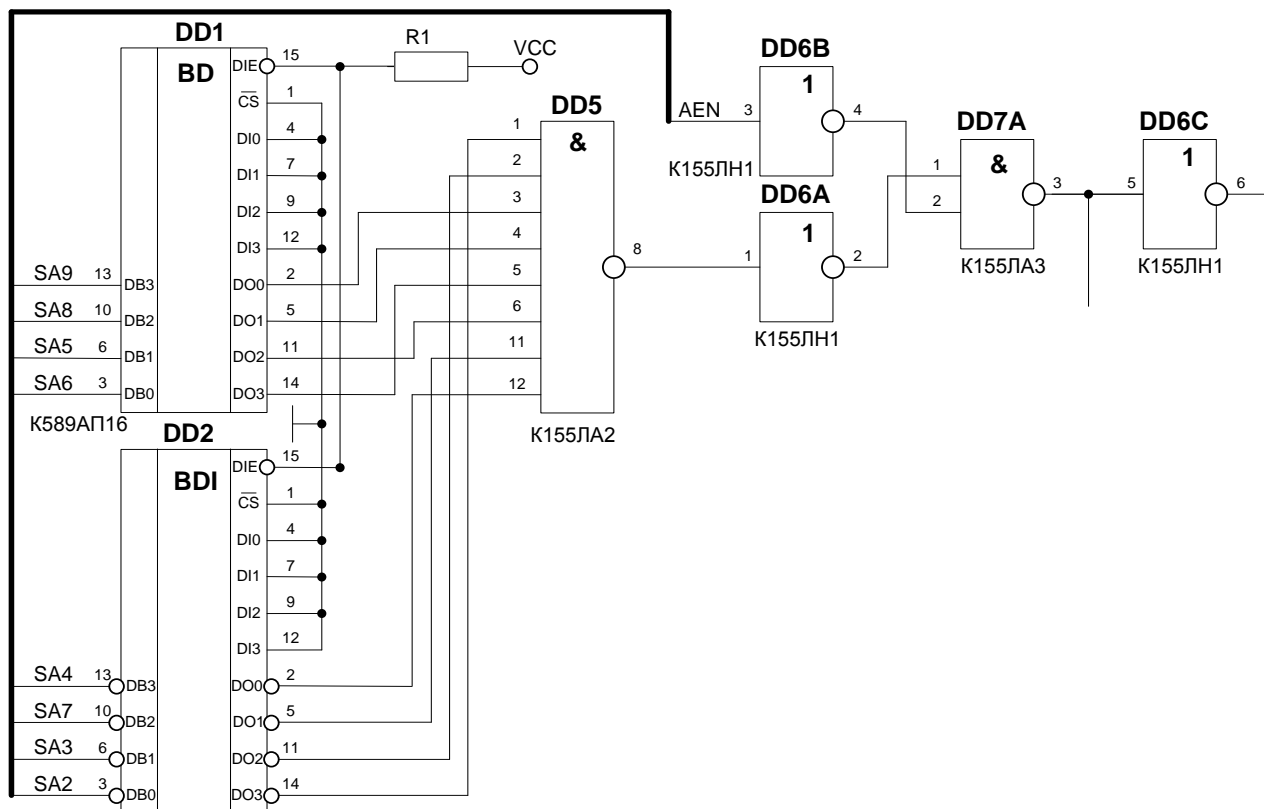 DD1
BD
DIE 15
CS 1
DI0 4
DI1 7
DI2 9
DI3 12
SA9 13 DB3 DO0 2
SA8 10 DB2 DO1 5
SA5 6 DB1 DO2 11
SA6 3 DB0 DO3 14
К589АП16
R1
VCC
DD2
BDI
DIE 15
CS 1
DI0 4
DI1 7
DI2 9
DI3 12
SA4 13 DB3 DO0 2
SA7 10 DB2 DO1 5
SA3 6 DB1 DO2 11
SA2 3 DB0 DO3 14
DD5
&
1
2
3
4
5
6
11
12
8
К155ЛА2
DD6B
1
AEN 3 4
К155ЛН1
DD6A
1
1 2
К155ЛН1
DD7A
&
1
2
3
К155ЛА3
DD6C
1
5 6
К155ЛН1